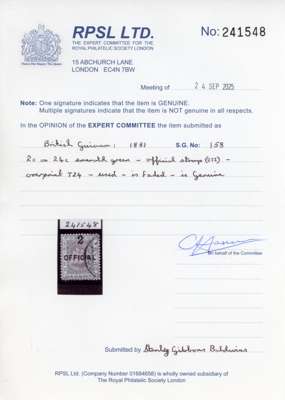 RPSL LTD.
No: 241548
THE EXPERT COMMITTEE FOR THE
ROYAL PHILATELIC SOCIETY LONDON
15 ABCHURCH LANE
LONDON EC4N 7BW
Meeting of 24 SEP 2025
Note: One signature indicates that the item is GENUINE.
Multiple signatures indicate that the item is NOT genuine in all respects.
In the OPINION of the EXPERT COMMITTEE the item submitted as
British Guiana: 1881 S.G. No: 158
2c on 24c emerald green - official stamp (155) -
overprint - used - is Faded - is Genuine
241548
2
OFFICIAL
On behalf of the Committee
Submitted by Stanley Gibbons Baldwins
RPSL Ltd. (Company Number 01684656) is wholly owned subsidiary of
The Royal Philatelic Society London